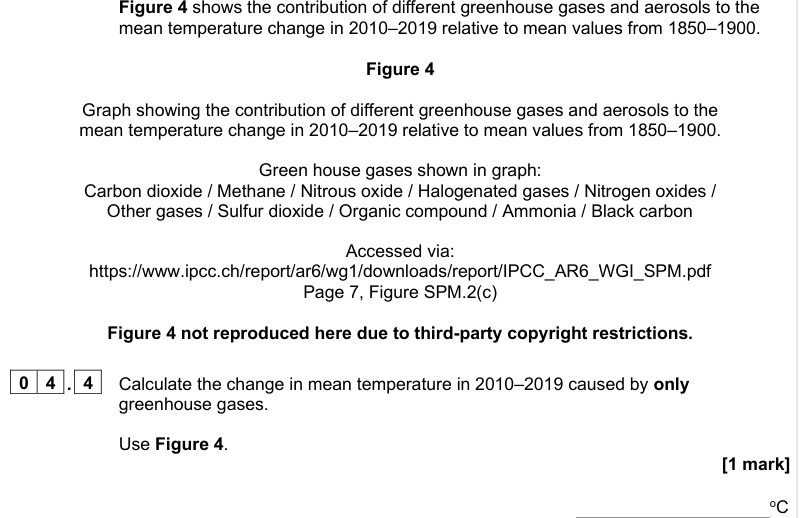 Figure 4 shows the contribution of different greenhouse gases and aerosols to the
mean temperature change in 2010–2019 relative to mean values from 1850–1900.
Figure 4
Graph showing the contribution of different greenhouse gases and aerosols to the
mean temperature change in 2010–2019 relative to mean values from 1850–1900.
Green house gases shown in graph:
Carbon dioxide / Methane / Nitrous oxide / Halogenated gases / Nitrogen oxides /
Other gases / Sulfur dioxide / Organic compound / Ammonia / Black carbon
Accessed via:
https://www.ipcc.ch/report/ar6/wg1/downloads/report/IPCC_AR6_WGI_SPM.pdf
Page 7, Figure SPM.2(c)
Figure 4 not reproduced here due to third-party copyright restrictions.
0 4 . 4 Calculate the change in mean temperature in 2010–2019 caused by only
greenhouse gases.
Use Figure 4.
[1 mark]
°C